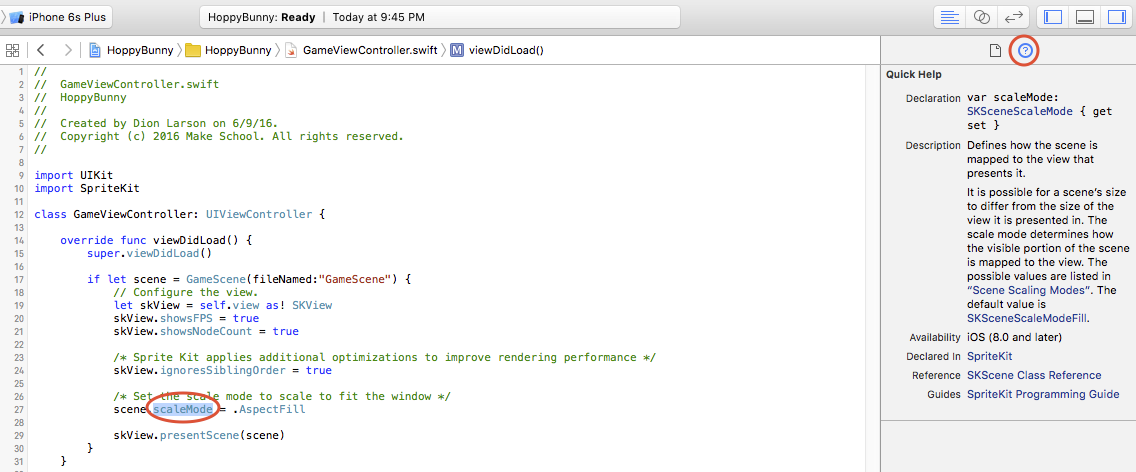 iPhone 6s Plus
HoppyBunny: Ready | Today at 9:45 PM
HoppyBunny HoppyBunny GameViewController.swift M viewDidLoad()
1 //
2 // GameViewController.swift
3 // HoppyBunny
4 //
5 // Created by Dion Larson on 6/9/16.
6 // Copyright (c) 2016 Make School. All rights reserved.
7 //
8
9 import UIKit
10 import SpriteKit
11
12 class GameViewController: UIViewController {
13
14 override func viewDidLoad() {
15 super.viewDidLoad()
16
17 if let scene = GameScene(fileNamed:"GameScene") {
18 // Configure the view.
19 let skView = self.view as! SKView
20 skView.showsFPS = true
21 skView.showsNodeCount = true
22
23 /* Sprite Kit applies additional optimizations to improve rendering performance */
24 skView.ignoresSiblingOrder = true
25
26 /* Set the scale mode to scale to fit the window */
27 scene.scaleMode = .AspectFill
28
29 skView.presentScene(scene)
30 }
31 }
?
Quick Help
Declaration var scaleMode:
SKSceneScaleMode { get
set }
Description Defines how the scene is
mapped to the view that
presents it.
It is possible for a scene's size
to differ from the size of the
view it is presented in. The
scale mode determines how
the visible portion of the scene
is mapped to the view. The
possible values are listed in
“Scene Scaling Modes”. The
default value is
SKSceneScaleModeFill.
Availability iOS (8.0 and later)
Declared In SpriteKit
Reference SKScene Class Reference
Guides SpriteKit Programming Guide